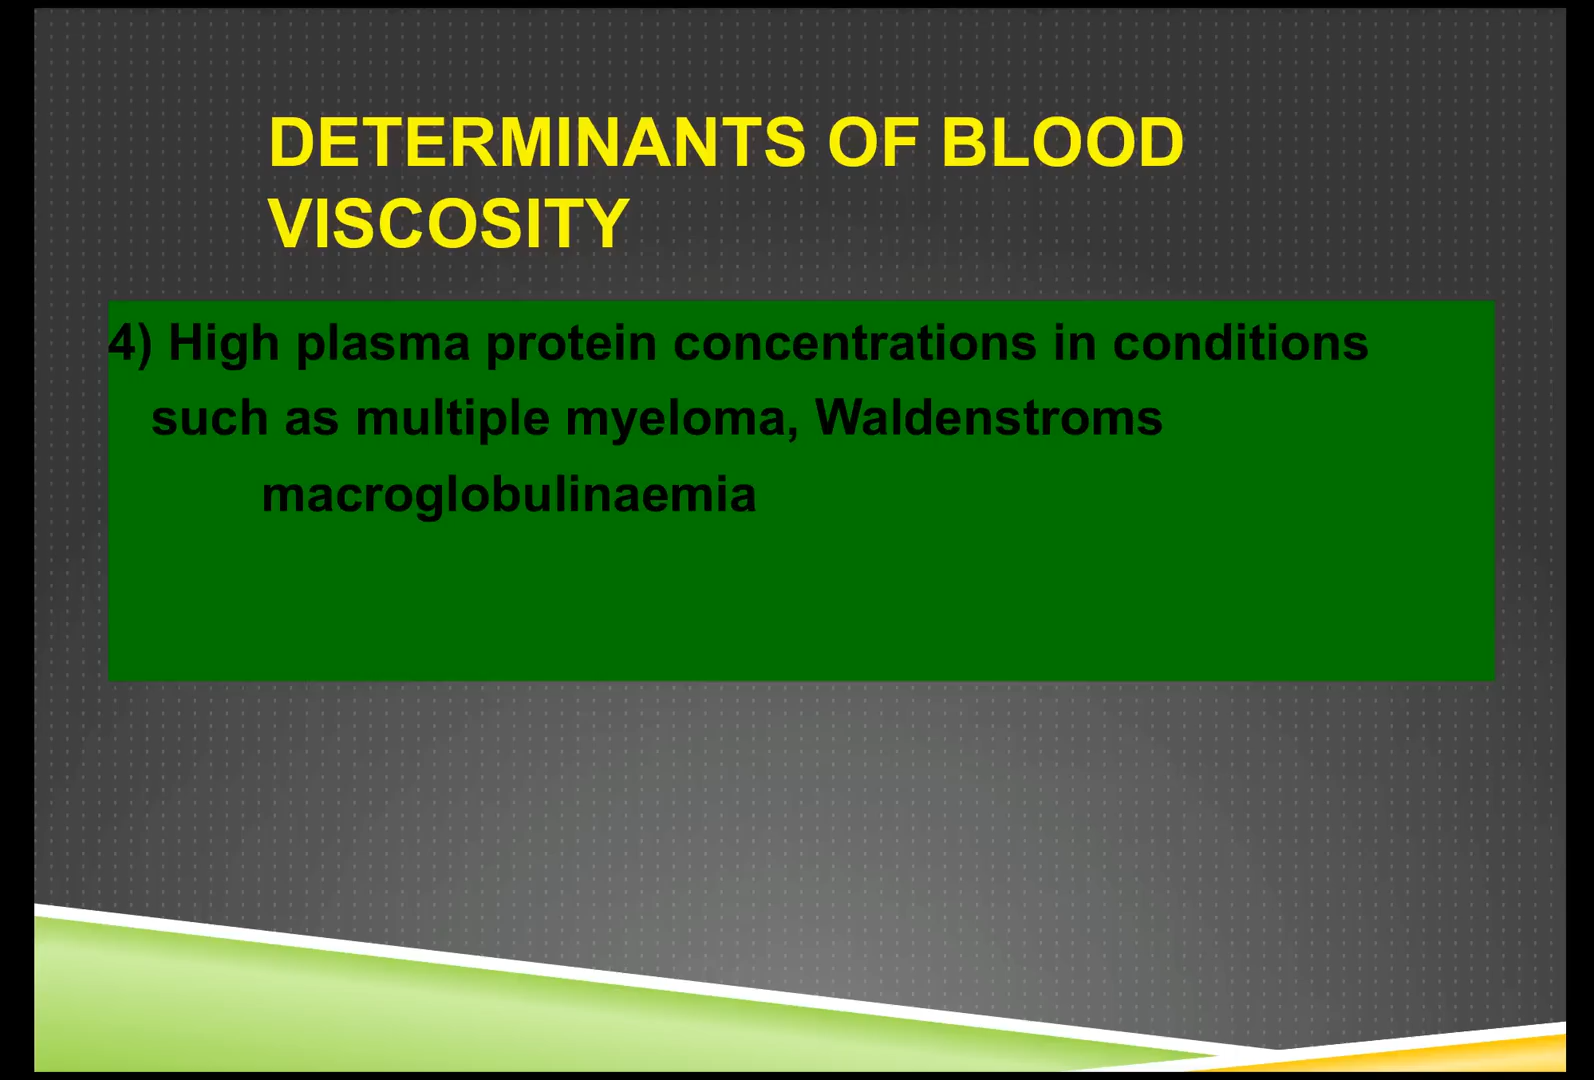 DETERMINANTS OF BLOOD
VISCOSITY
4) High plasma protein concentrations in conditions
such as multiple myeloma, Waldenstroms
macroglobulinaemia